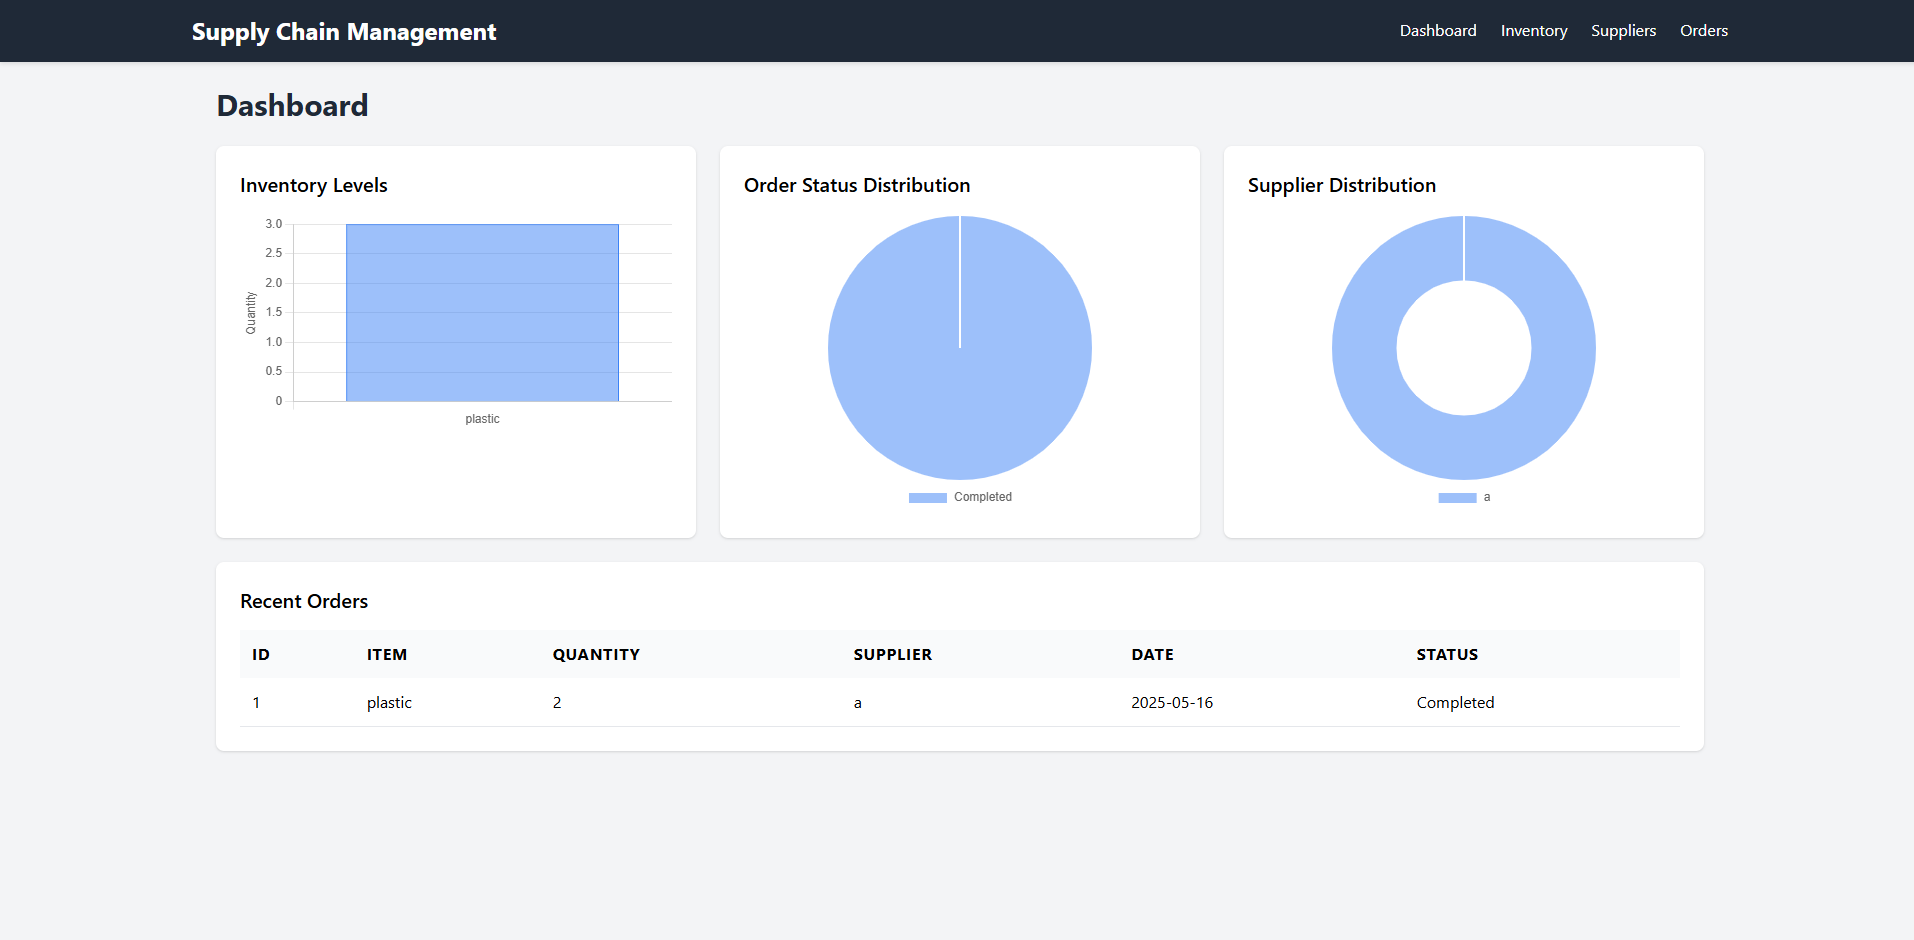 Supply Chain Management
Dashboard Inventory Suppliers Orders
Dashboard
Inventory Levels
3.0
2.5
2.0
1.5
1.0
0.5
0
Quantity
plastic
Order Status Distribution
Completed
Supplier Distribution
a
Recent Orders
ID ITEM QUANTITY SUPPLIER DATE STATUS
1 plastic 2 a 2025-05-16 Completed